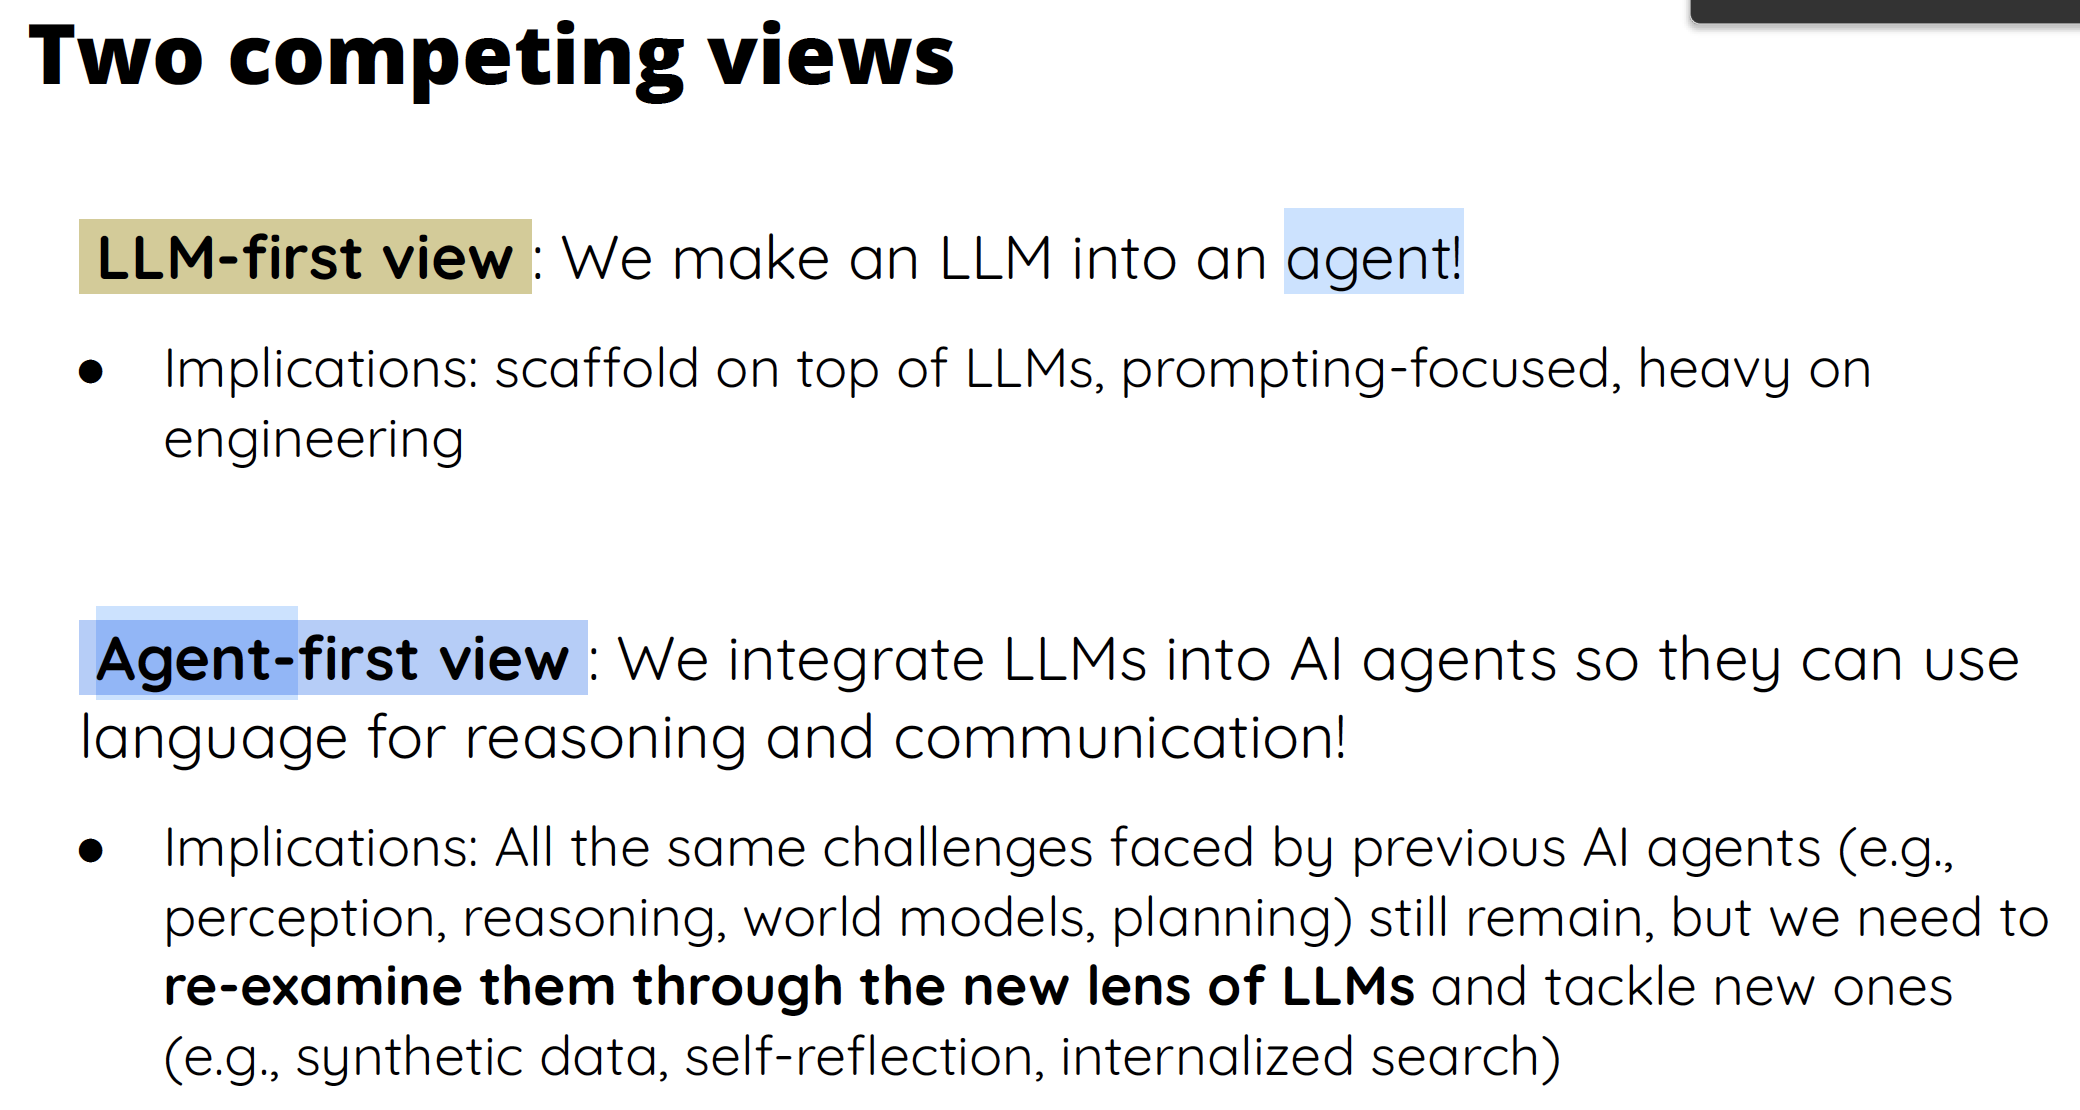 Two competing views
LLM-first view : We make an LLM into an agent!
● Implications: scaffold on top of LLMs, prompting-focused, heavy on
engineering
Agent-first view : We integrate LLMs into AI agents so they can use
language for reasoning and communication!
● Implications: All the same challenges faced by previous AI agents (e.g.,
perception, reasoning, world models, planning) still remain, but we need to
re-examine them through the new lens of LLMs and tackle new ones
(e.g., synthetic data, self-reflection, internalized search)